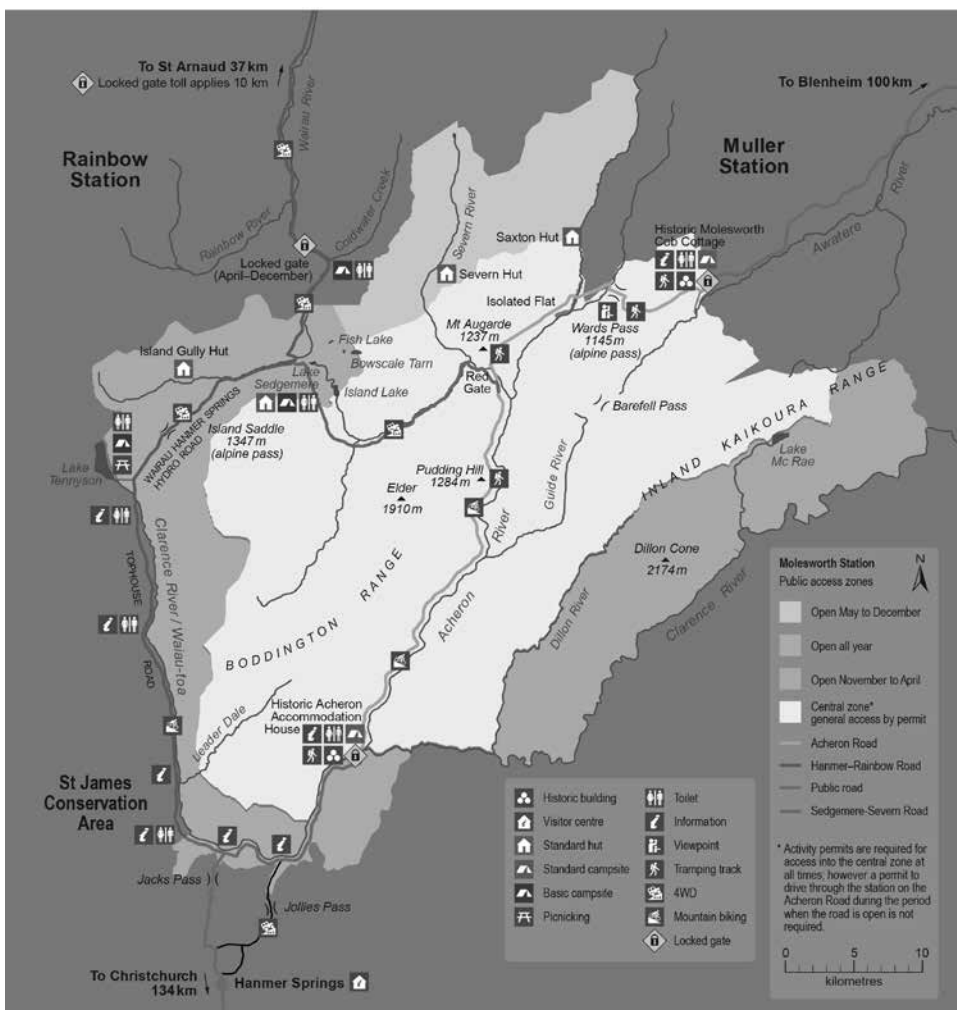 To St Arnaud 37 km
Locked gate toll applies 10 km
To Blenheim 100 km
Rainbow
Station
Wairau River
Muller
Station
Rainbow River
Coldwater Creek
Severn River
Saxton Hut
Historic Molesworth
Cob Cottage
Awatere
River
Locked gate
(April–December)
Severn Hut
Isolated Flat
Mt Augarde
1237 m
Wards Pass
1145 m
(alpine pass)
Island Gully Hut
Fish Lake
Bowscale Tarn
Lake
Sedgemere
Island Lake
Red
Gate
Barefell Pass
INLAND KAIKOURA RANGE
Island Saddle
1347 m
(alpine pass)
WAIRAU HANMER SPRINGS
HYDRO ROAD
Lake
Tennyson
Lake
Mc Rae
Pudding Hill
1284 m
Guide River
Elder
1910 m
River
Acheron
Clarence River / Waiau-toa
TOPHOUSE
ROAD
Dillon Cone
2174 m
BODDINGTON RANGE
Dillon River
Clarence River
Leader Dale
Historic Acheron
Accommodation
House
St James
Conservation
Area
Jacks Pass
Jollies Pass
To Christchurch
134 km
Hanmer Springs
Molesworth Station
Public access zones
N
Open May to December
Open all year
Open November to April
Central zone*
general access by permit
Acheron Road
Hanmer–Rainbow Road
Public road
Sedgemere-Severn Road
* Activity permits are required for
access into the central zone at
all times; however a permit to
drive through the station on the
Acheron Road during the period
when the road is open is not
required.
0 5 10
kilometres
Historic building
Visitor centre
Standard hut
Standard campsite
Basic campsite
Picnicking
Toilet
Information
Viewpoint
Tramping track
4WD
Mountain biking
Locked gate